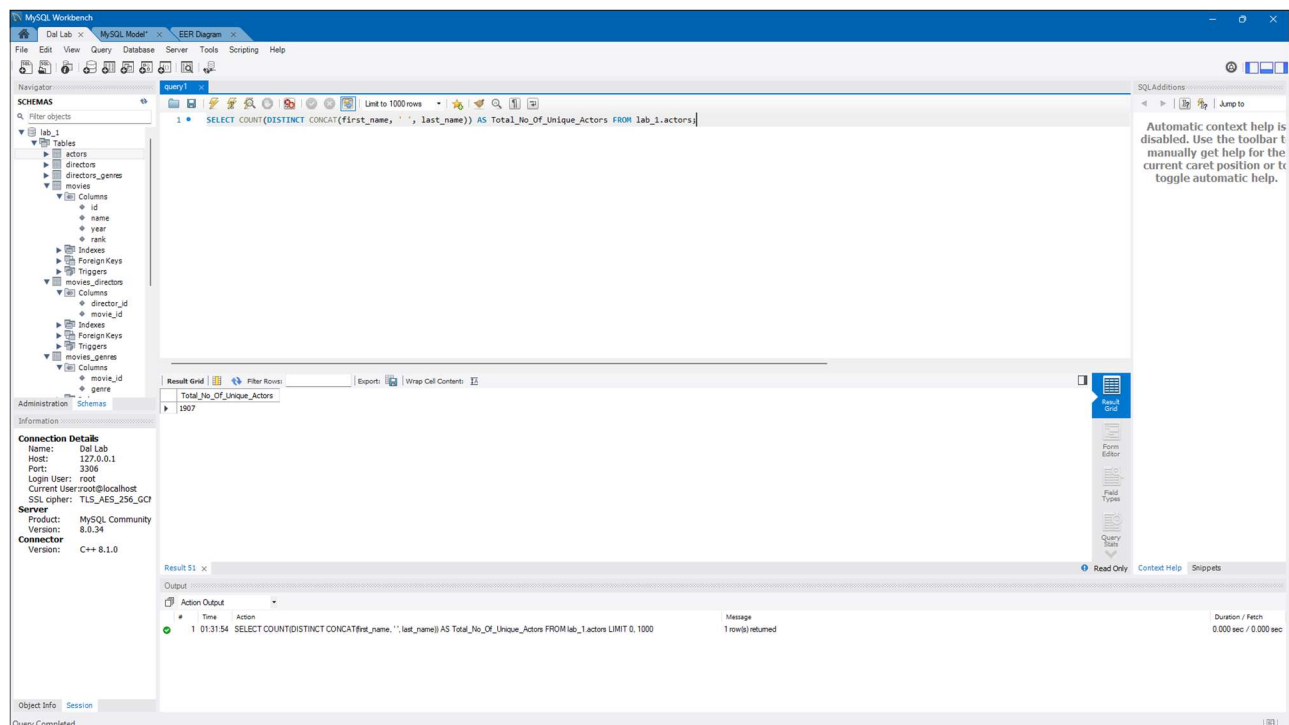 MySQL Workbench
Dal Lab × MySQL Model* × EER Diagram ×
File Edit View Query Database Server Tools Scripting Help
Navigator
SCHEMAS
Filter objects
lab_1
Tables
actors
directors
directors_genres
movies
Columns
id
name
year
rank
Indexes
Foreign Keys
Triggers
movies_directors
Columns
director_id
movie_id
Indexes
Foreign Keys
Triggers
movies_genres
Columns
movie_id
genre
Administration Schemas
Information
Connection Details
Name: Dal Lab
Host: 127.0.0.1
Port: 3306
Login User: root
Current User: root@localhost
SSL cipher: TLS_AES_256_GCM
Server
Product: MySQL Community
Version: 8.0.34
Connector
Version: C++ 8.1.0
Object Info Session
Query Completed
query1 ×
Limit to 1000 rows
1 SELECT COUNT(DISTINCT CONCAT(first_name, ' ', last_name)) AS Total_No_Of_Unique_Actors FROM lab_1.actors;
Result Grid Filter Rows: Export: Wrap Cell Content:
Total_No_Of_Unique_Actors
1907
Result Grid
Form Editor
Field Types
Query Stats
Result 51 × Read Only
Output
Action Output
# Time Action Message Duration / Fetch
1 01:31:54 SELECT COUNT(DISTINCT CONCAT(first_name, ' ', last_name)) AS Total_No_Of_Unique_Actors FROM lab_1.actors LIMIT 0, 1000 1 row(s) returned 0.000 sec / 0.000 sec
SQLAdditions
Jump to
Automatic context help is
disabled. Use the toolbar t
manually get help for the
current caret position or to
toggle automatic help.
Context Help Snippets